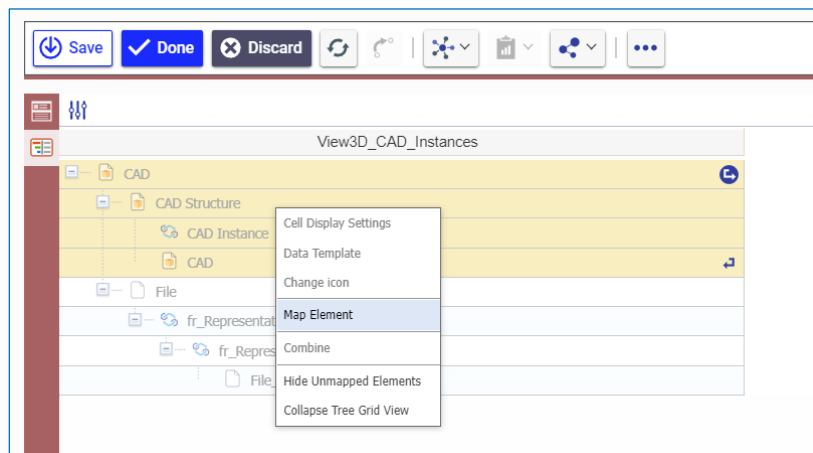 Save Done Discard
View3D_CAD_Instances
CAD
CAD Structure
CAD Instance
CAD
File
fr_Representat
fr_Repres
File_
Cell Display Settings
Data Template
Change icon
Map Element
Combine
Hide Unmapped Elements
Collapse Tree Grid View